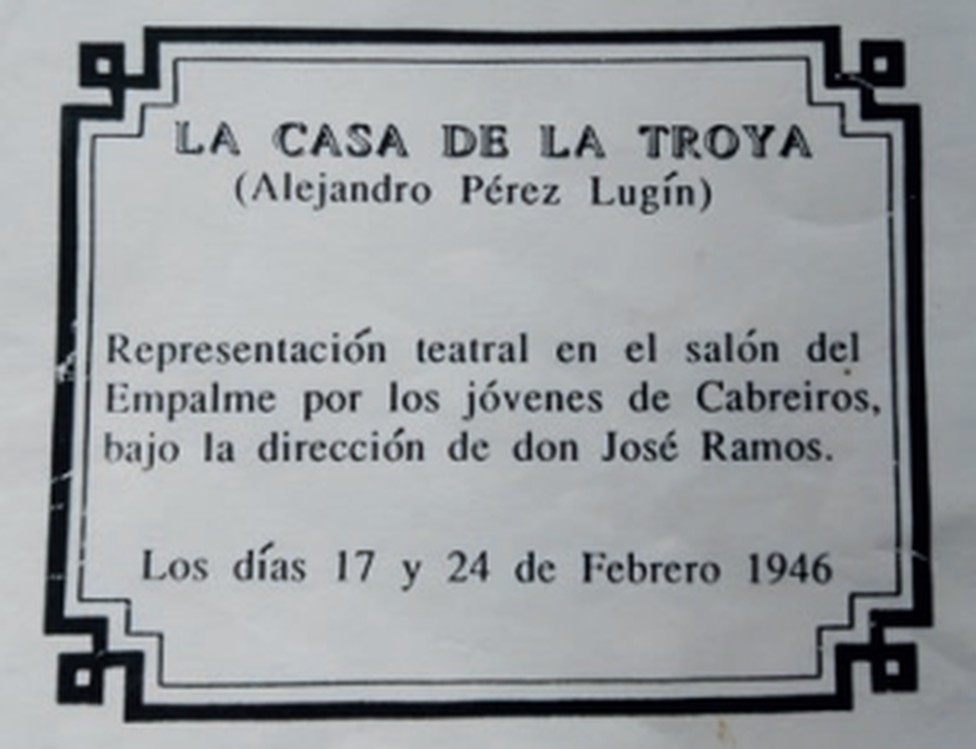 LA CASA DE LA TROYA
(Alejandro Pérez Lugín)
Representación teatral en el salón del
Empalme por los jóvenes de Cabreiros,
bajo la dirección de don José Ramos.
Los días 17 y 24 de Febrero 1946